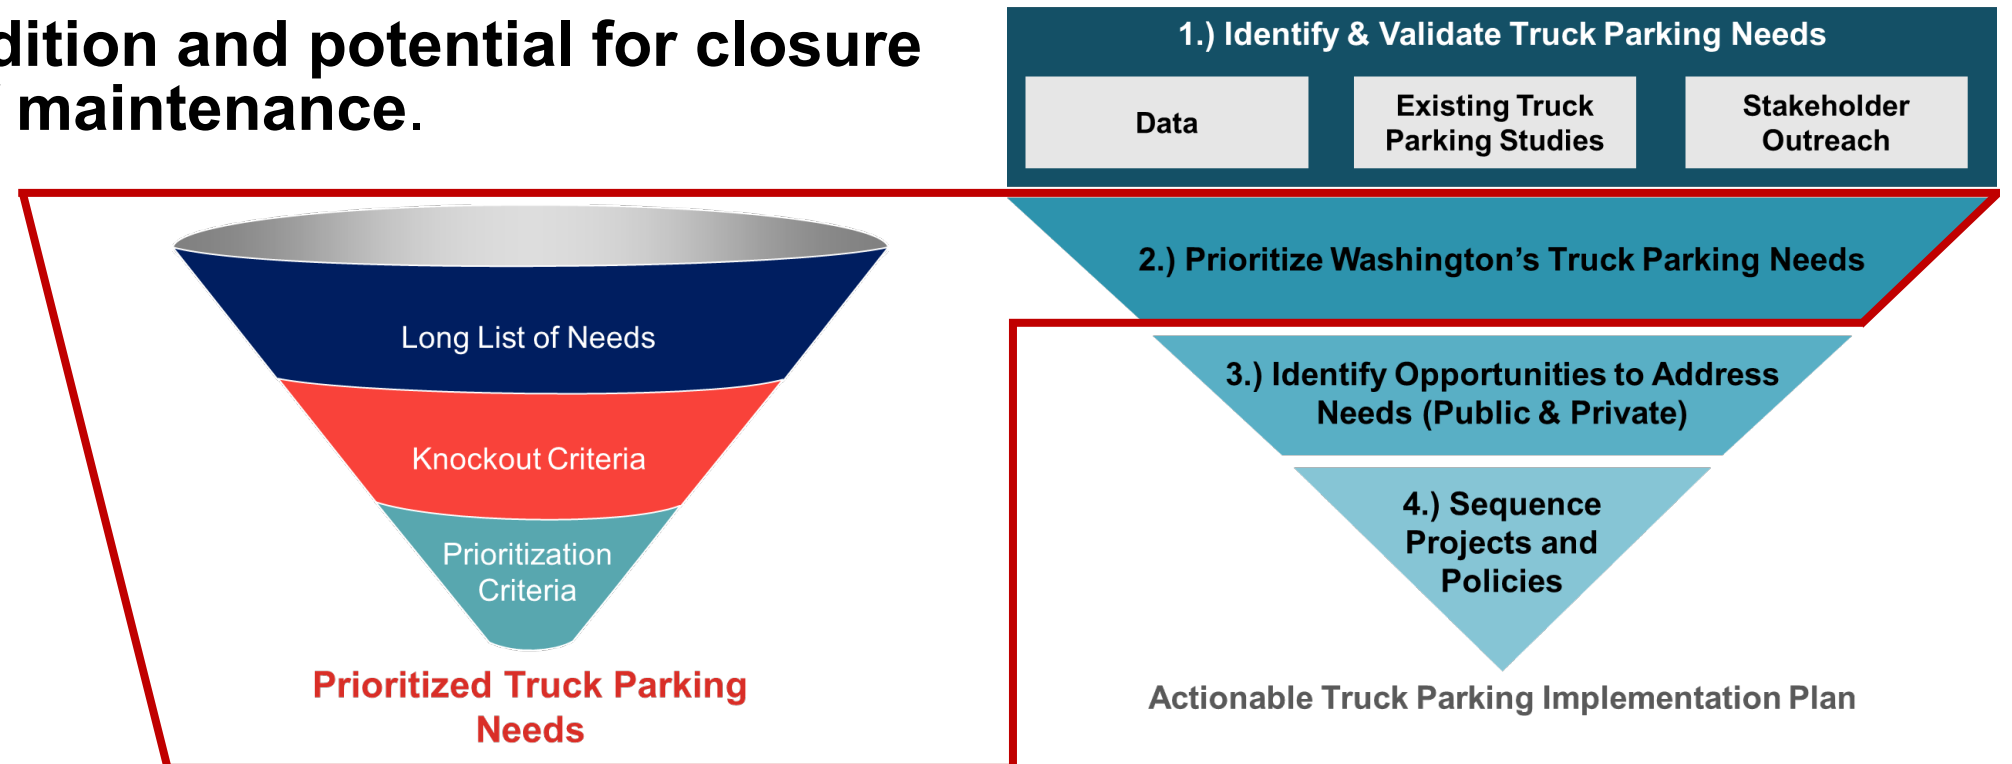 dition and potential for closure
maintenance.
1.) Identify & Validate Truck Parking Needs
Data
Existing Truck
Parking Studies
Stakeholder
Outreach
Long List of Needs
Knockout Criteria
Prioritization
Criteria
Prioritized Truck Parking
Needs
2.) Prioritize Washington’s Truck Parking Needs
3.) Identify Opportunities to Address
Needs (Public & Private)
4.) Sequence
Projects and
Policies
Actionable Truck Parking Implementation Plan